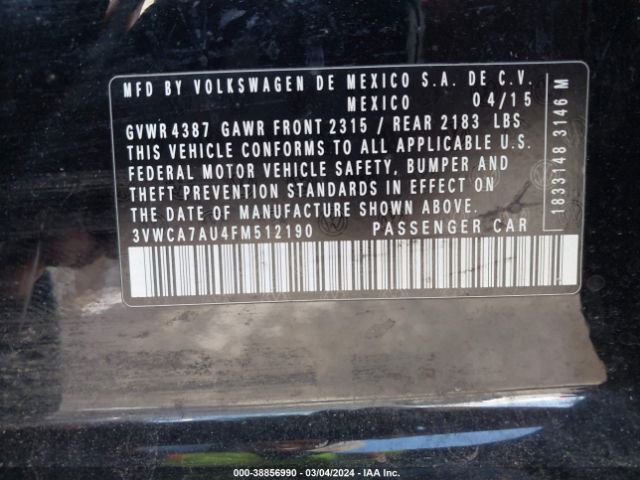 MFD BY VOLKSWAGEN DE MEXICO S.A. DE C.V.
MEXICO 04/15
GVWR 4387 GAWR FRONT 2315 / REAR 2183 LBS
THIS VEHICLE CONFORMS TO ALL APPLICABLE U.S.
FEDERAL MOTOR VEHICLE SAFETY, BUMPER AND
THEFT PREVENTION STANDARDS IN EFFECT ON
THE DATE OF MANUFACTURE SHOWN ABOVE.
3VWCA7AU4FM512190 PASSENGER CAR
1833148 3146 M
000-38856990 — 03/04/2024 — IAA Inc.